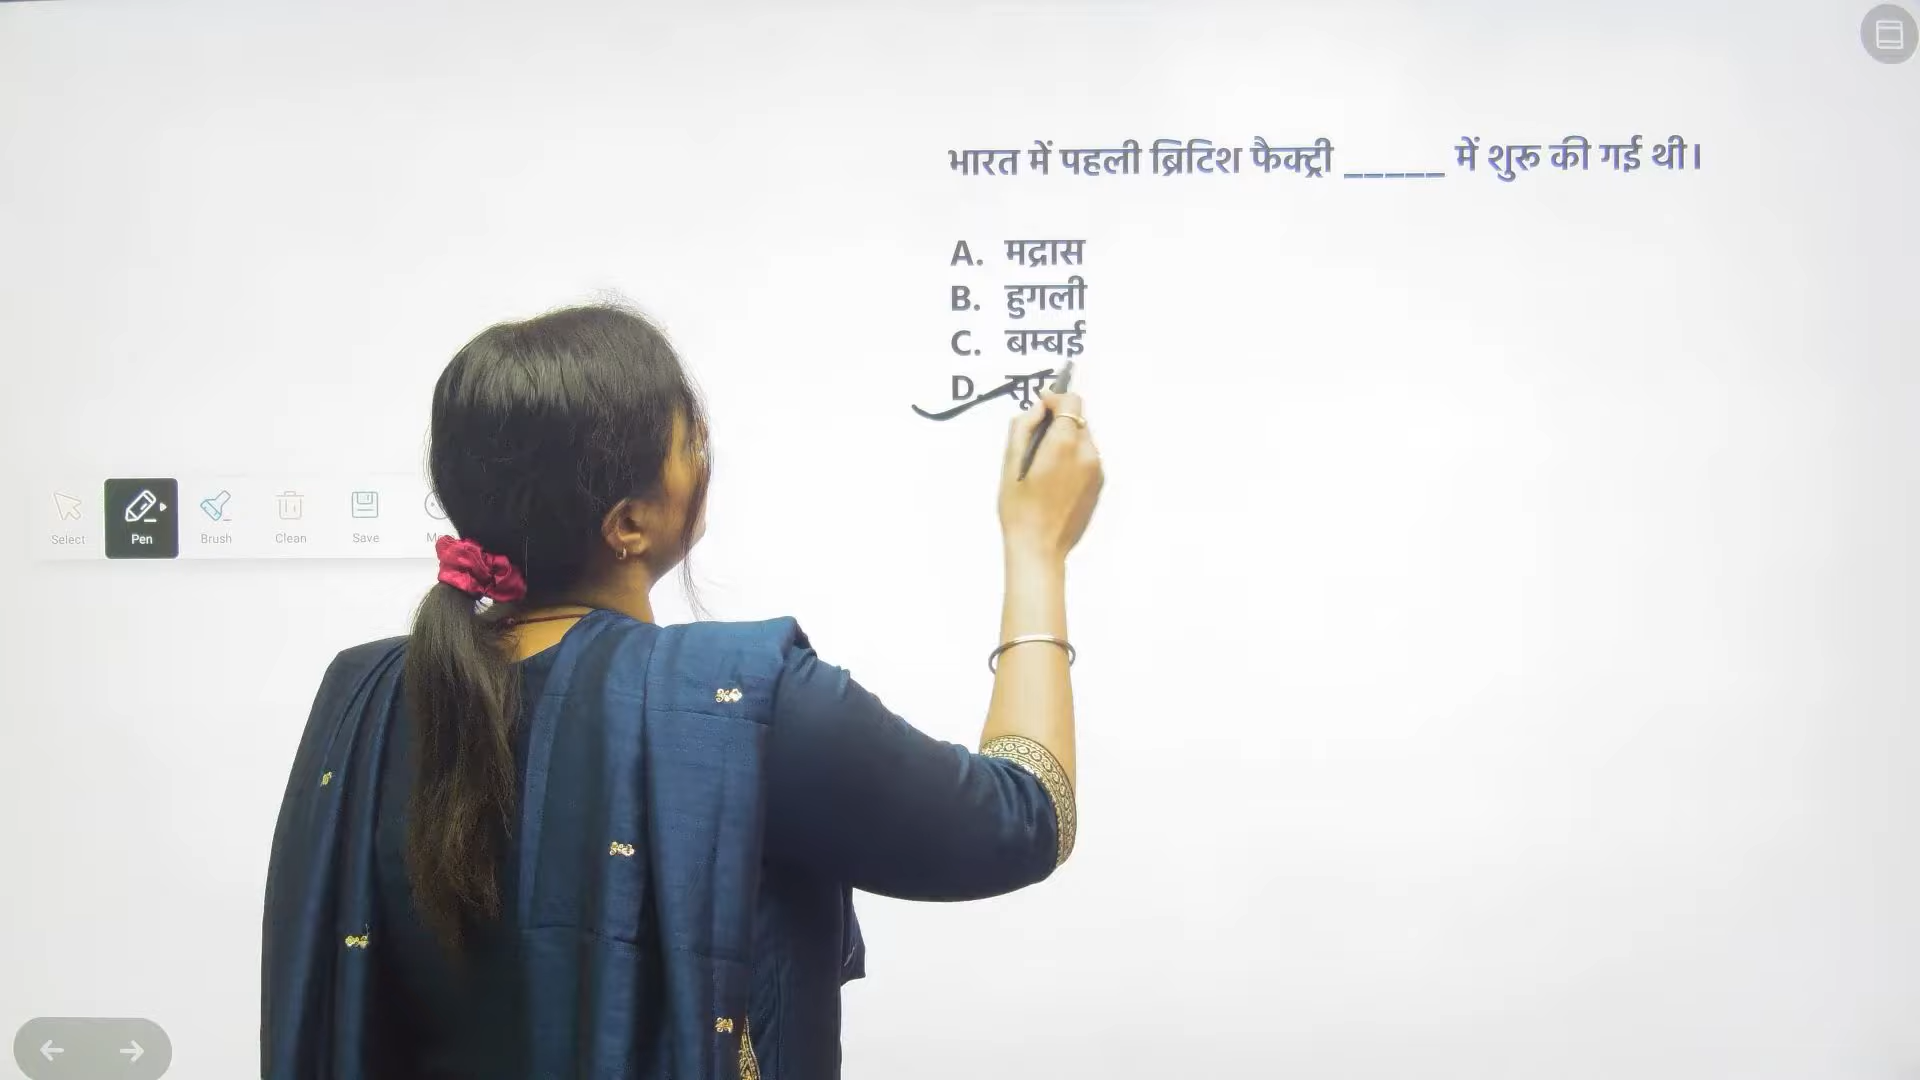 भारत में पहली ब्रिटिश फैक्ट्री _____ में शुरू की गई थी।
A. मद्रास
B. हुगली
C. बम्बई
D.
Select
Pen
Brush
Clean
Save